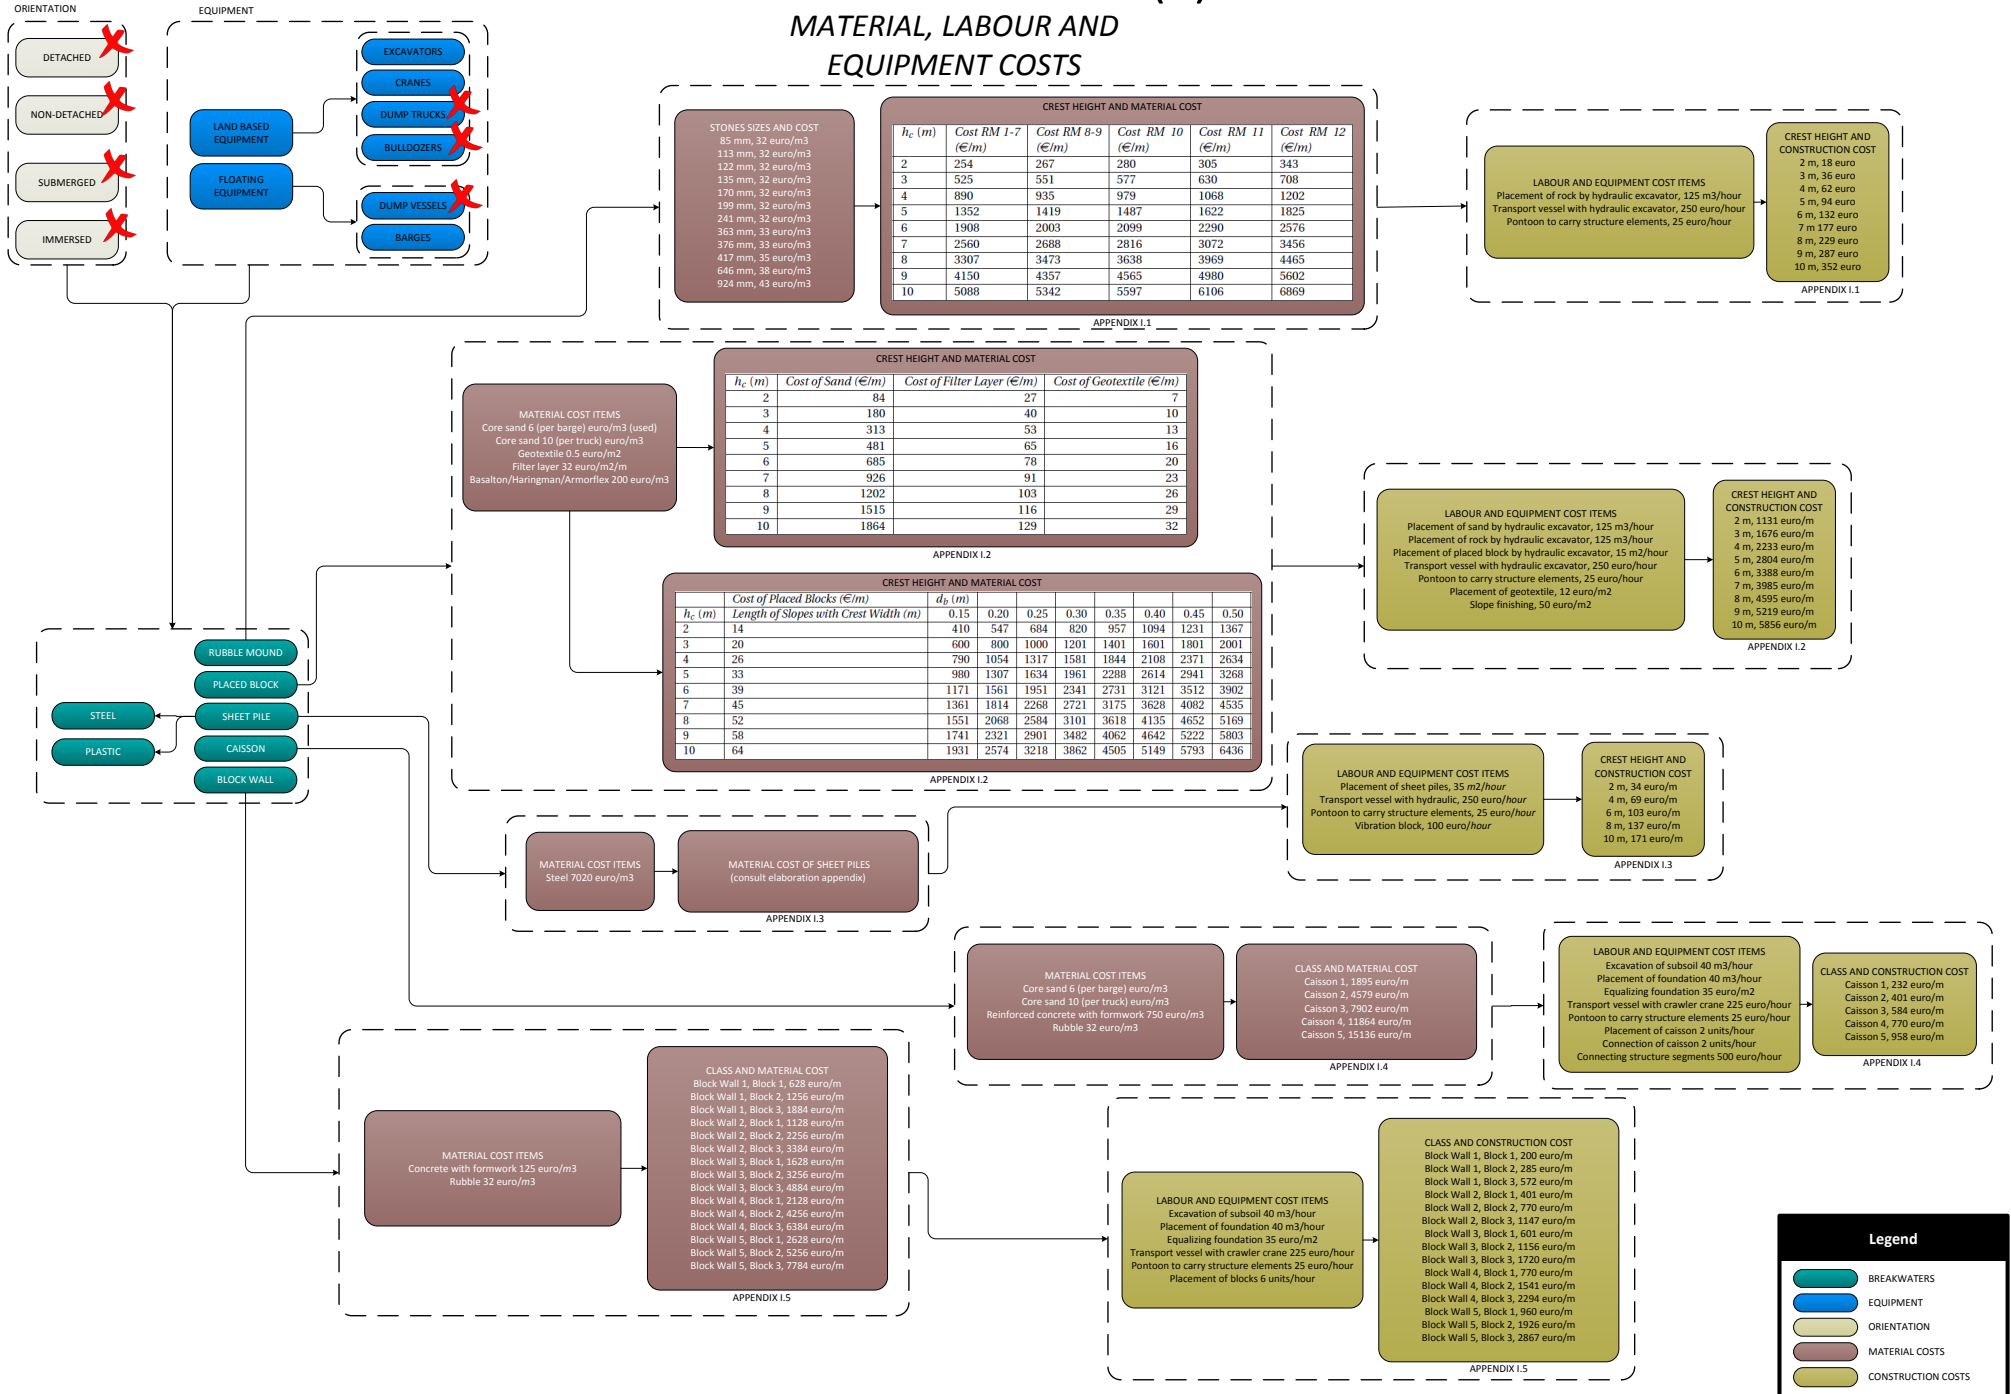 MATERIAL, LABOUR AND
EQUIPMENT COSTS
ORIENTATION
DETACHED
NON-DETACHED
SUBMERGED
IMMERSED
EQUIPMENT
LAND BASED
EQUIPMENT
FLOATING
EQUIPMENT
EXCAVATORS
CRANES
DUMP TRUCKS
BULLDOZERS
DUMP VESSELS
BARGES
STONES SIZES AND COST
85 mm, 32 euro/m3
113 mm, 32 euro/m3
122 mm, 32 euro/m3
135 mm, 32 euro/m3
170 mm, 32 euro/m3
199 mm, 32 euro/m3
241 mm, 32 euro/m3
363 mm, 33 euro/m3
376 mm, 33 euro/m3
417 mm, 35 euro/m3
646 mm, 38 euro/m3
924 mm, 43 euro/m3
CREST HEIGHT AND MATERIAL COST
h_c (m) Cost RM 1-7 Cost RM 8-9 Cost RM 10 Cost RM 11 Cost RM 12
(€/m) (€/m) (€/m) (€/m) (€/m)
2 254 267 280 305 343
3 525 551 577 630 708
4 890 935 979 1068 1202
5 1352 1419 1487 1622 1825
6 1908 2003 2099 2290 2576
7 2560 2688 2816 3072 3456
8 3307 3473 3638 3969 4465
9 4150 4357 4565 4980 5602
10 5088 5342 5597 6106 6869
APPENDIX I.1
LABOUR AND EQUIPMENT COST ITEMS
Placement of rock by hydraulic excavator, 125 m3/hour
Transport vessel with hydraulic excavator, 250 euro/hour
Pontoon to carry structure elements, 25 euro/hour
CREST HEIGHT AND
CONSTRUCTION COST
2 m, 18 euro
3 m, 36 euro
4 m, 62 euro
5 m, 94 euro
6 m, 132 euro
7 m 177 euro
8 m, 229 euro
9 m, 287 euro
10 m, 352 euro
APPENDIX I.1
MATERIAL COST ITEMS
Core sand 6 (per barge) euro/m3 (used)
Core sand 10 (per truck) euro/m3
Geotextile 0.5 euro/m2
Filter layer 32 euro/m2/m
Basalton/Haringman/Armorflex 200 euro/m3
CREST HEIGHT AND MATERIAL COST
h_c (m) Cost of Sand (€/m) Cost of Filter Layer (€/m) Cost of Geotextile (€/m)
2 84 27 7
3 180 40 10
4 313 53 13
5 481 65 16
6 685 78 20
7 926 91 23
8 1202 103 26
9 1515 116 29
10 1864 129 32
APPENDIX I.2
CREST HEIGHT AND MATERIAL COST
Cost of Placed Blocks (€/m) d_b (m)
h_c (m) Length of Slopes with Crest Width (m) 0.15 0.20 0.25 0.30 0.35 0.40 0.45 0.50
2 14 410 547 684 820 957 1094 1231 1367
3 20 600 800 1000 1201 1401 1601 1801 2001
4 26 790 1054 1317 1581 1844 2108 2371 2634
5 33 980 1307 1634 1961 2288 2614 2941 3268
6 39 1171 1561 1951 2341 2731 3121 3512 3902
7 45 1361 1814 2268 2721 3175 3628 4082 4535
8 52 1551 2068 2584 3101 3618 4135 4652 5169
9 58 1741 2321 2901 3482 4062 4642 5222 5803
10 64 1931 2574 3218 3862 4505 5149 5793 6436
APPENDIX I.2
LABOUR AND EQUIPMENT COST ITEMS
Placement of sand by hydraulic excavator, 125 m3/hour
Placement of rock by hydraulic excavator, 125 m3/hour
Placement of placed block by hydraulic excavator, 15 m2/hour
Transport vessel with hydraulic excavator, 250 euro/hour
Pontoon to carry structure elements, 25 euro/hour
Placement of geotextile, 12 euro/m2
Slope finishing, 50 euro/m2
CREST HEIGHT AND
CONSTRUCTION COST
2 m, 1131 euro/m
3 m, 1676 euro/m
4 m, 2233 euro/m
5 m, 2804 euro/m
6 m, 3388 euro/m
7 m, 3985 euro/m
8 m, 4595 euro/m
9 m, 5219 euro/m
10 m, 5856 euro/m
APPENDIX I.2
RUBBLE MOUND
PLACED BLOCK
SHEET PILE
CAISSON
BLOCK WALL
STEEL
PLASTIC
MATERIAL COST ITEMS
Steel 7020 euro/m3
MATERIAL COST OF SHEET PILES
(consult elaboration appendix)
APPENDIX I.3
LABOUR AND EQUIPMENT COST ITEMS
Placement of sheet piles, 35 m2/hour
Transport vessel with hydraulic, 250 euro/hour
Pontoon to carry structure elements, 25 euro/hour
Vibration block, 100 euro/hour
CREST HEIGHT AND
CONSTRUCTION COST
2 m, 34 euro/m
4 m, 69 euro/m
6 m, 103 euro/m
8 m, 137 euro/m
10 m, 171 euro/m
APPENDIX I.3
MATERIAL COST ITEMS
Core sand 6 (per barge) euro/m3
Core sand 10 (per truck) euro/m3
Reinforced concrete with formwork 750 euro/m3
Rubble 32 euro/m3
CLASS AND MATERIAL COST
Caisson 1, 1895 euro/m
Caisson 2, 4579 euro/m
Caisson 3, 7902 euro/m
Caisson 4, 11864 euro/m
Caisson 5, 15136 euro/m
APPENDIX I.4
LABOUR AND EQUIPMENT COST ITEMS
Excavation of subsoil 40 m3/hour
Placement of foundation 40 m3/hour
Equalizing foundation 35 euro/m2
Transport vessel with crawler crane 225 euro/hour
Pontoon to carry structure elements 25 euro/hour
Placement of caisson 2 units/hour
Connection of caisson 2 units/hour
Connecting structure segments 500 euro/hour
CLASS AND CONSTRUCTION COST
Caisson 1, 232 euro/m
Caisson 2, 401 euro/m
Caisson 3, 584 euro/m
Caisson 4, 770 euro/m
Caisson 5, 958 euro/m
APPENDIX I.4
MATERIAL COST ITEMS
Concrete with formwork 125 euro/m3
Rubble 32 euro/m3
CLASS AND MATERIAL COST
Block Wall 1, Block 1, 628 euro/m
Block Wall 1, Block 2, 1256 euro/m
Block Wall 1, Block 3, 1884 euro/m
Block Wall 2, Block 1, 1128 euro/m
Block Wall 2, Block 2, 2256 euro/m
Block Wall 2, Block 3, 3384 euro/m
Block Wall 3, Block 1, 1628 euro/m
Block Wall 3, Block 2, 3256 euro/m
Block Wall 3, Block 3, 4884 euro/m
Block Wall 4, Block 1, 2128 euro/m
Block Wall 4, Block 2, 4256 euro/m
Block Wall 4, Block 3, 6384 euro/m
Block Wall 5, Block 1, 2628 euro/m
Block Wall 5, Block 2, 5256 euro/m
Block Wall 5, Block 3, 7784 euro/m
APPENDIX I.5
LABOUR AND EQUIPMENT COST ITEMS
Excavation of subsoil 40 m3/hour
Placement of foundation 40 m3/hour
Equalizing foundation 35 euro/m2
Transport vessel with crawler crane 225 euro/hour
Pontoon to carry structure elements 25 euro/hour
Placement of blocks 6 units/hour
CLASS AND CONSTRUCTION COST
Block Wall 1, Block 1, 200 euro/m
Block Wall 1, Block 2, 285 euro/m
Block Wall 1, Block 3, 572 euro/m
Block Wall 2, Block 1, 401 euro/m
Block Wall 2, Block 2, 770 euro/m
Block Wall 2, Block 3, 1147 euro/m
Block Wall 3, Block 1, 601 euro/m
Block Wall 3, Block 2, 1156 euro/m
Block Wall 3, Block 3, 1720 euro/m
Block Wall 4, Block 1, 770 euro/m
Block Wall 4, Block 2, 1541 euro/m
Block Wall 4, Block 3, 2294 euro/m
Block Wall 5, Block 1, 960 euro/m
Block Wall 5, Block 2, 1926 euro/m
Block Wall 5, Block 3, 2867 euro/m
APPENDIX I.5
Legend
BREAKWATERS
EQUIPMENT
ORIENTATION
MATERIAL COSTS
CONSTRUCTION COSTS